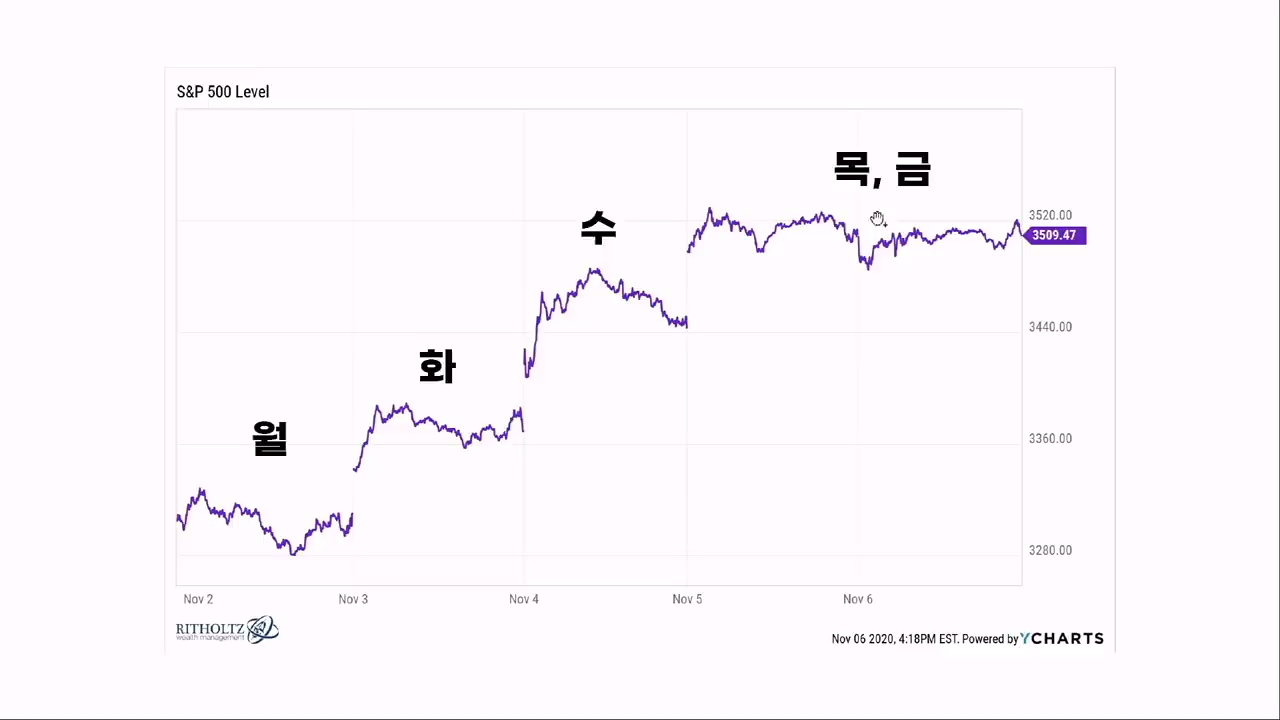 S&P 500 Level
목, 금
수
화
월
3520.00
3509.47
3440.00
3360.00
3280.00
Nov 2 Nov 3 Nov 4 Nov 5 Nov 6
RITHOLTZ
wealth management
Nov 06 2020, 4:18PM EST. Powered by YCHARTS